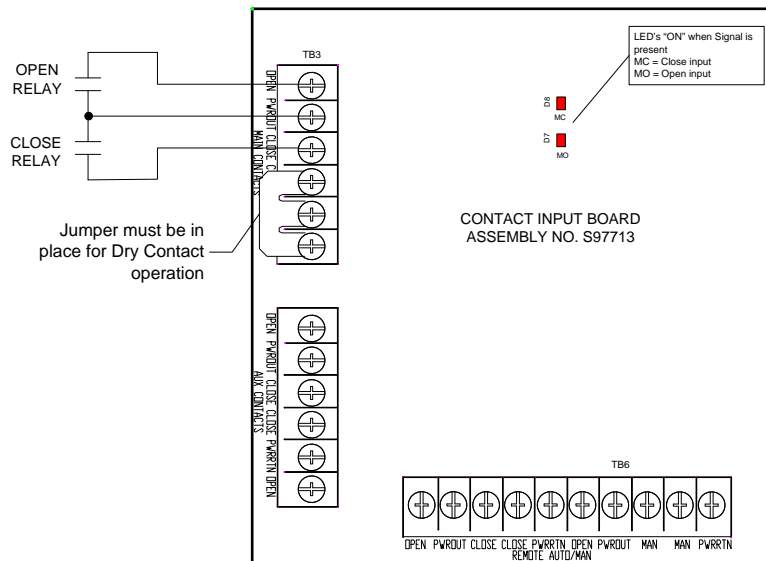 TB3
OPEN
RELAY
CLOSE
RELAY
OPEN PWROUT CLOSE C
MAIN CONTACTS
Jumper must be in
place for Dry Contact
operation
LED's "ON" when Signal is
present
MC = Close input
MO = Open input
D8
MC
D7
MO
CONTACT INPUT BOARD
ASSEMBLY NO. S97713
OPEN PWROUT CLOSE CLOSE PWRRTN OPEN
AUX CONTACTS
TB6
OPEN PWROUT CLOSE CLOSE PWRRTN OPEN PWROUT MAN MAN PWRRTN
REMOTE AUTO/MAN